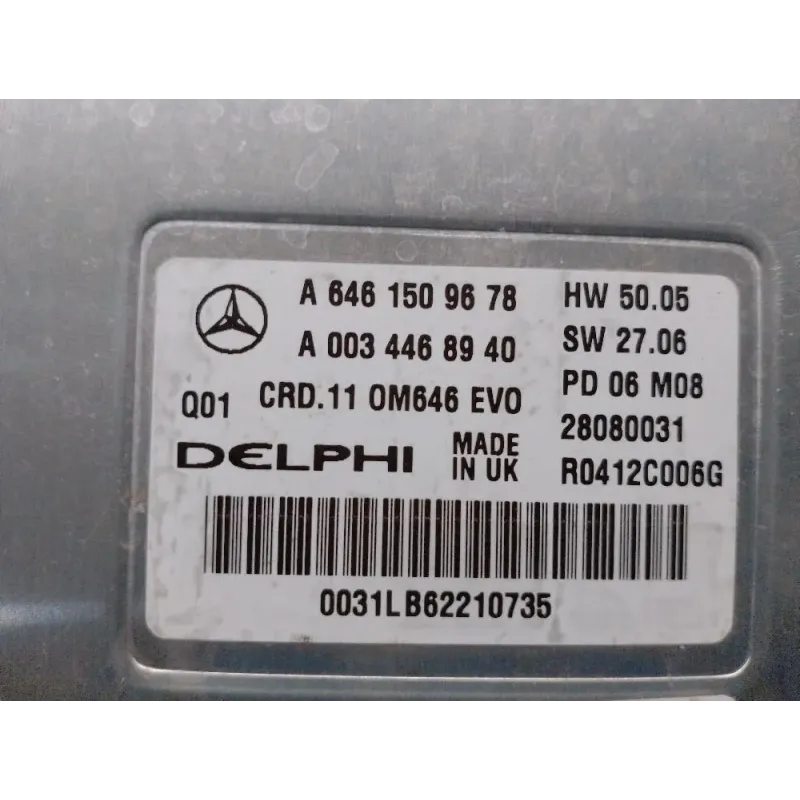 A 646 150 96 78 HW 50.05
A 003 446 89 40 SW 27.06
Q01 CRD.11 OM646 EVO PD 06 M08
28080031
DELPHI MADE IN UK R0412C006G
0031LB62210735